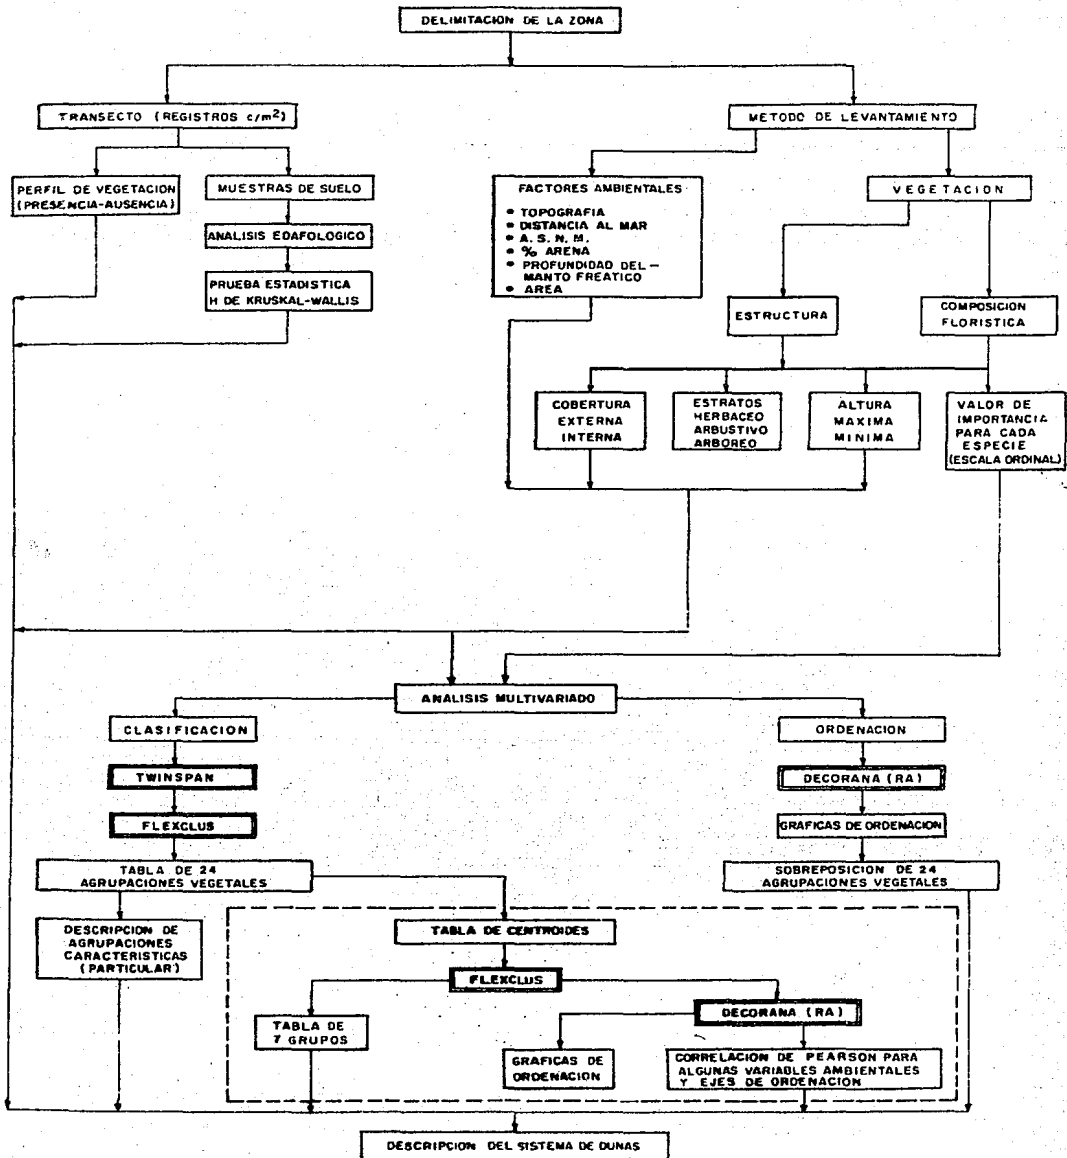 DELIMITACION DE LA ZONA
TRANSECTO (REGISTROS c/m²)
METODO DE LEVANTAMIENTO
PERFIL DE VEGETACION
(PRESENCIA-AUSENCIA)
MUESTRAS DE SUELO
ANALISIS EDAFOLOGICO
PRUEBA ESTADISTICA
H DE KRUSKAL-WALLIS
FACTORES AMBIENTALES
• TOPOGRAFIA
• DISTANCIA AL MAR
• A. S. N. M.
• % ARENA
• PROFUNDIDAD DEL-
MANTO FREATICO
• AREA
VEGETACION
ESTRUCTURA
COMPOSICION
FLORISTICA
COBERTURA
EXTERNA
INTERNA
ESTRATOS
HERBACEO
ARBUSTIVO
ARBOREO
ALTURA
MAXIMA
MINIMA
VALOR DE
IMPORTANCIA
PARA CADA
ESPECIE
(ESCALA ORDINAL)
ANALISIS MULTIVARIADO
CLASIFICACION
ORDENACION
TWINSPAN
DECORANA (RA)
FLEXCLUS
GRAFICAS DE ORDENACION
TABLA DE 24
AGRUPACIONES VEGETALES
SOBREPOSICION DE 24
AGRUPACIONES VEGETALES
DESCRIPCION DE
AGRUPACIONES
CARACTERISTICAS
(PARTICULAR)
TABLA DE CENTROIDES
FLEXCLUS
DECORANA (RA)
TABLA DE
7 GRUPOS
GRAFICAS DE
ORDENACION
CORRELACION DE PEARSON PARA
ALGUNAS VARIABLES AMBIENTALES
Y EJES DE ORDENACION
DESCRIPCION DEL SISTEMA DE DUNAS